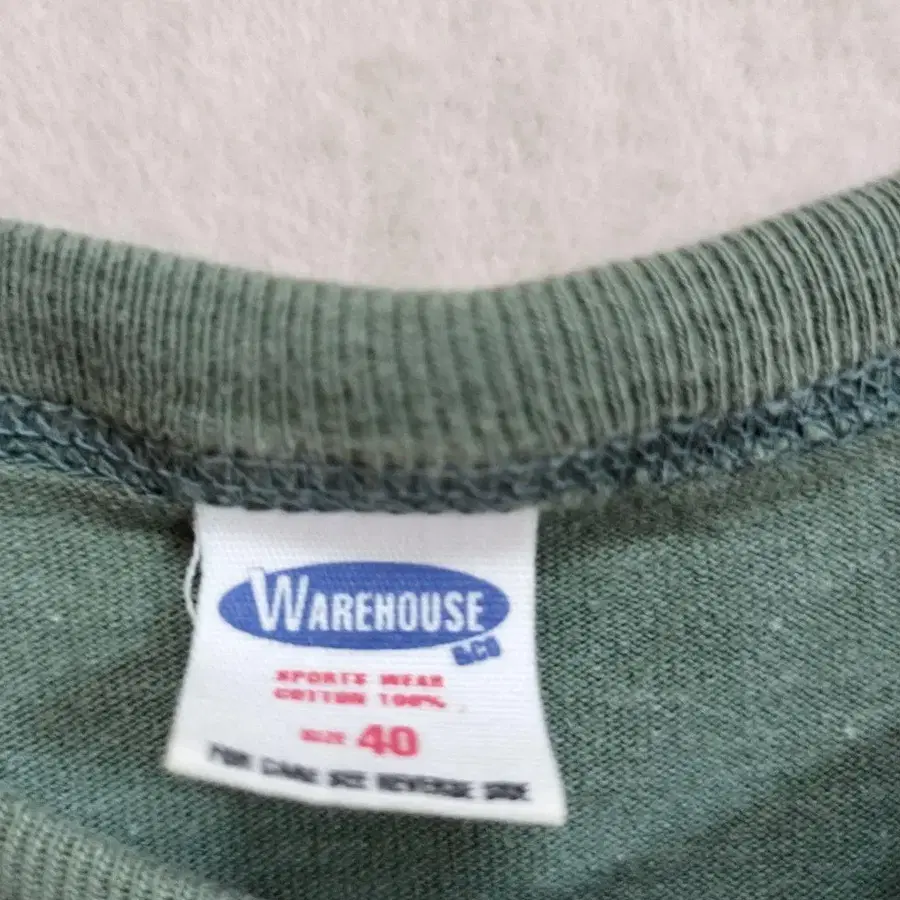 WAREHOUSE
&CO
SPORTS WEAR
COTTON 100%
SIZE 40
FOR CARE SEE REVERSE SIDE